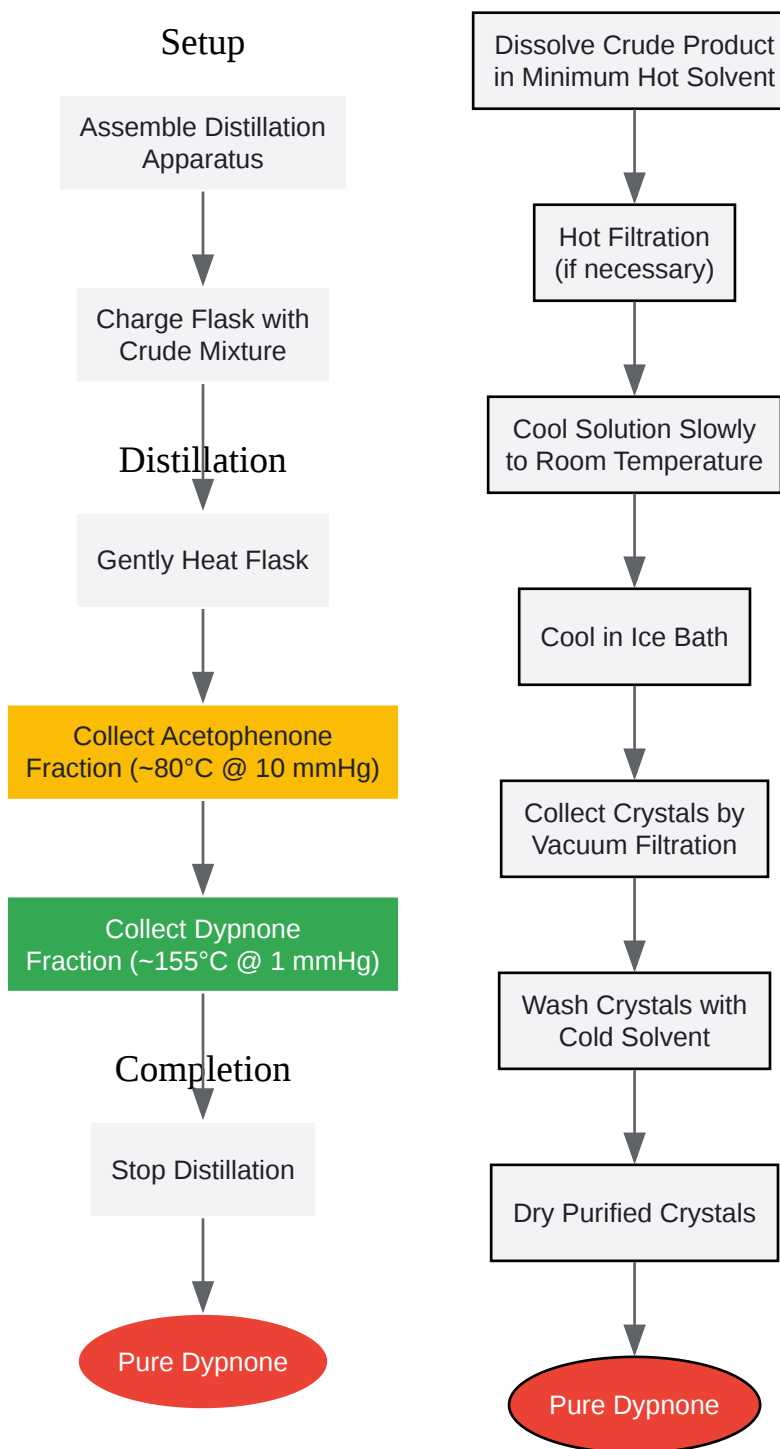 Setup
Assemble Distillation
Apparatus
Charge Flask with
Crude Mixture
Distillation
Gently Heat Flask
Collect Acetophenone
Fraction (~80°C @ 10 mmHg)
Collect Dypnone
Fraction (~155°C @ 1 mmHg)
Completion
Stop Distillation
Pure Dypnone
Dissolve Crude Product
in Minimum Hot Solvent
Hot Filtration
(if necessary)
Cool Solution Slowly
to Room Temperature
Cool in Ice Bath
Collect Crystals by
Vacuum Filtration
Wash Crystals with
Cold Solvent
Dry Purified Crystals
Pure Dypnone